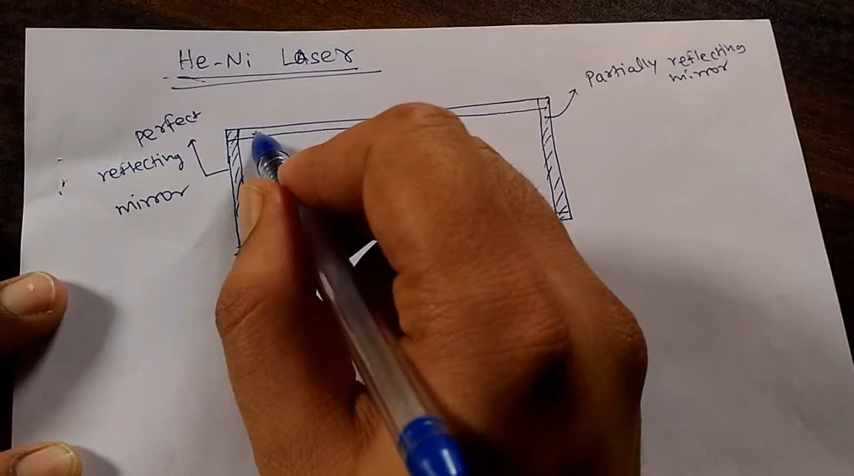 He-Ni Laser
Partially reflecting
mirror
perfect
reflecting
mirror